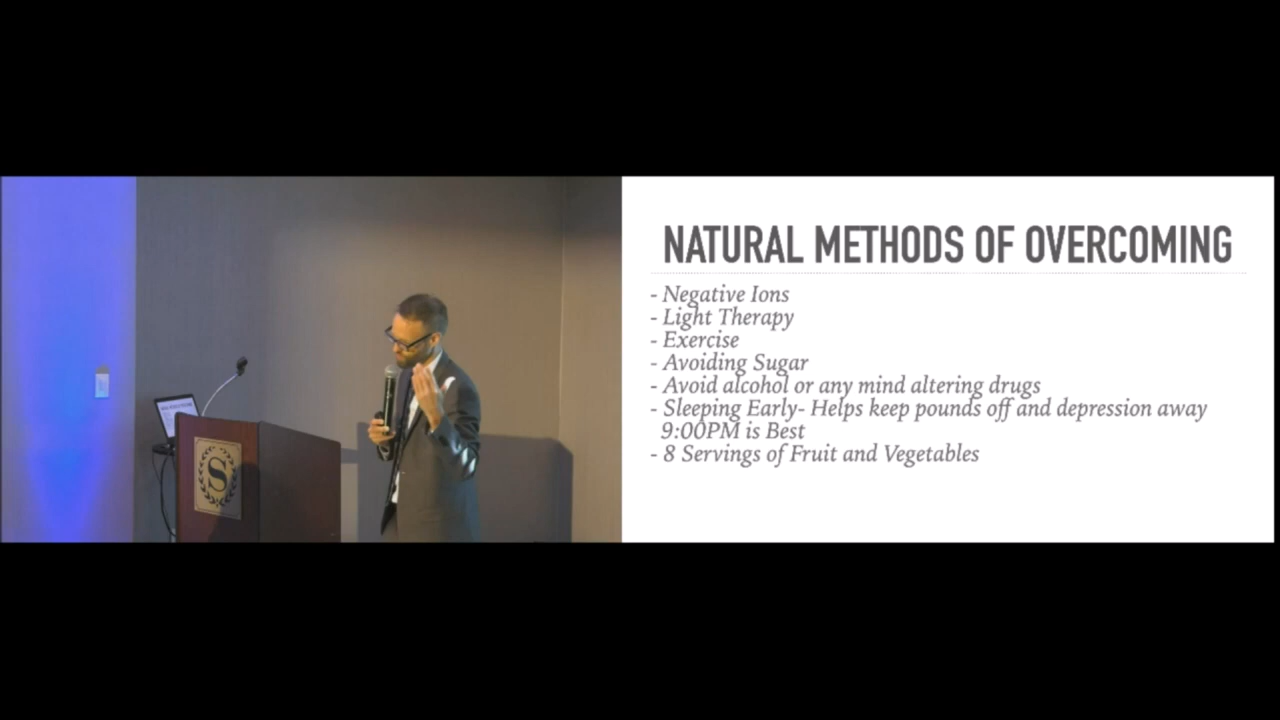 S
NATURAL METHODS OF OVERCOMING
- Negative Ions
- Light Therapy
- Exercise
- Avoiding Sugar
- Avoid alcohol or any mind altering drugs
- Sleeping Early- Helps keep pounds off and depression away
9:00PM is Best
- 8 Servings of Fruit and Vegetables